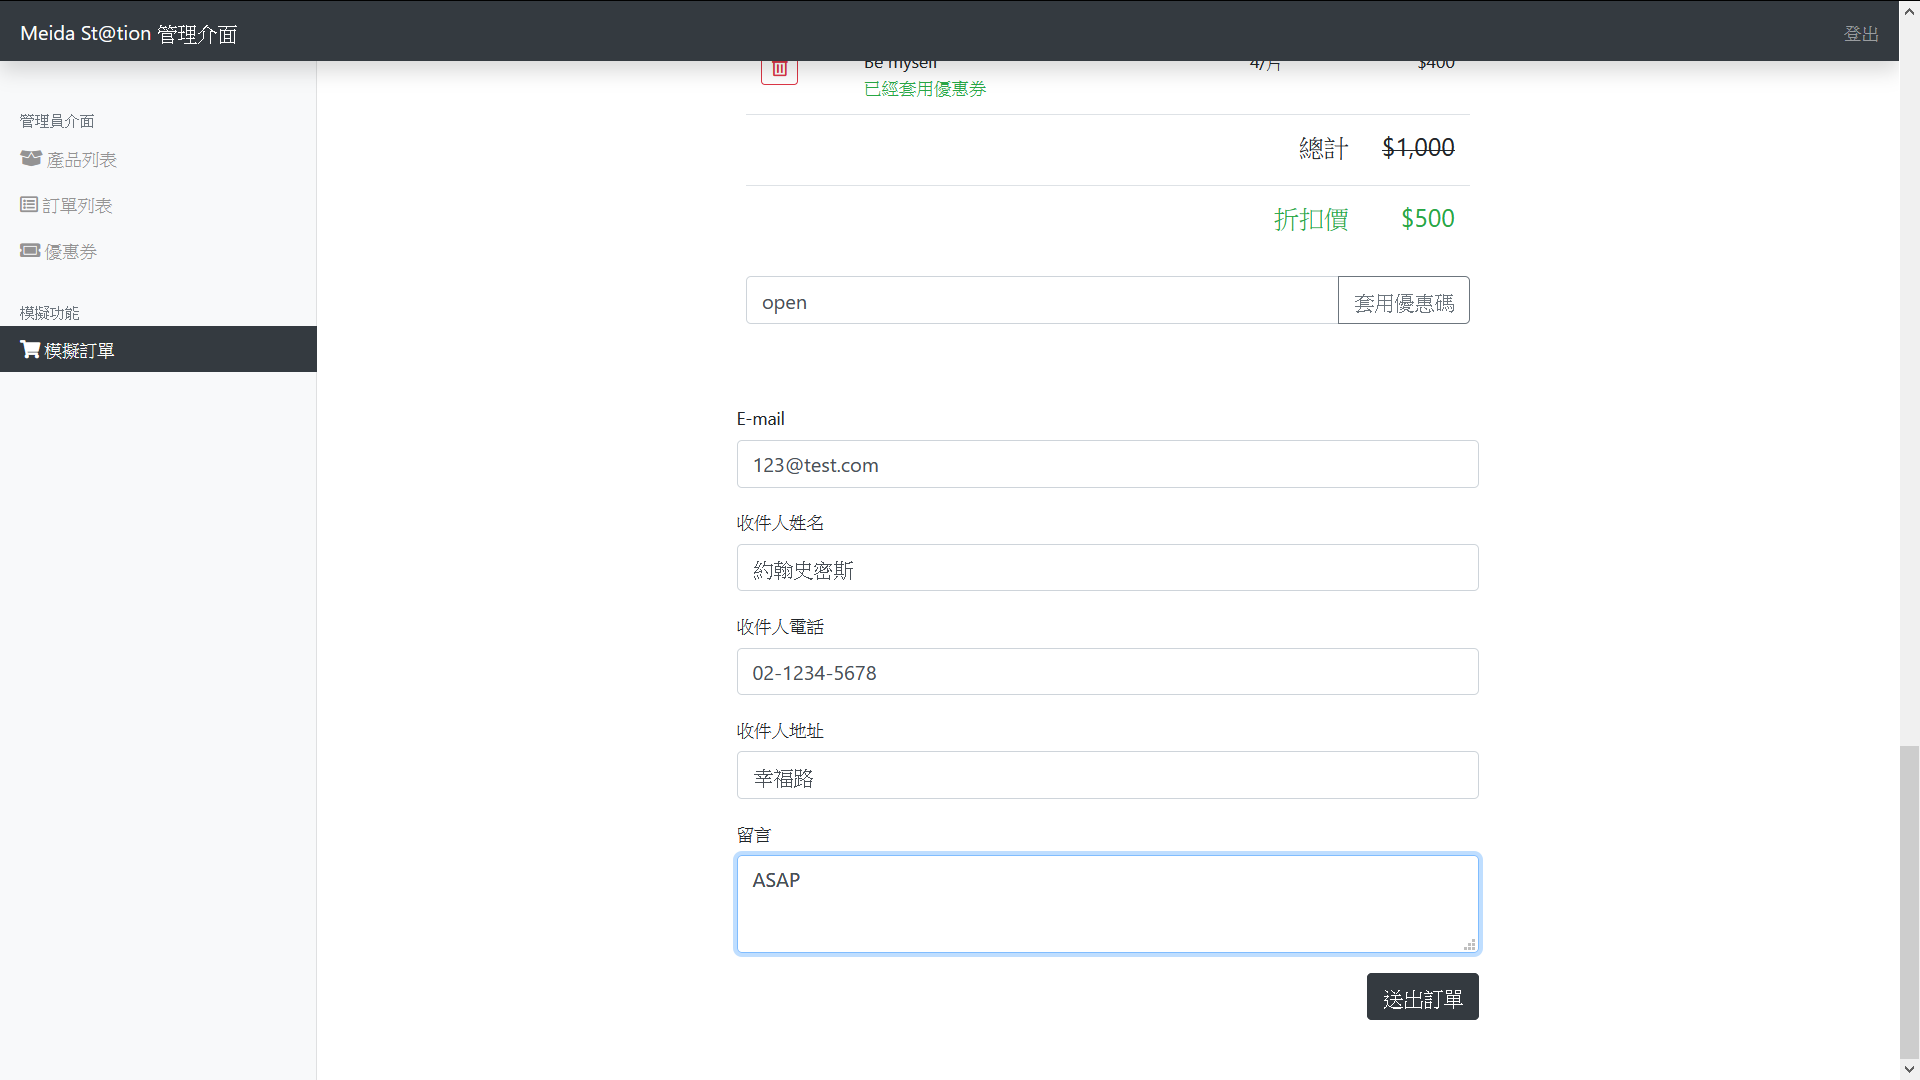 Meida St@tion 管理介面
登出
管理員介面
產品列表
訂單列表
優惠券
模擬功能
模擬訂單
Be myself 4/片 $400
已經套用優惠券
總計 $1,000
折扣價 $500
open 套用優惠碼
E-mail
123@test.com
收件人姓名
約翰史密斯
收件人電話
02-1234-5678
收件人地址
幸福路
留言
ASAP
送出訂單